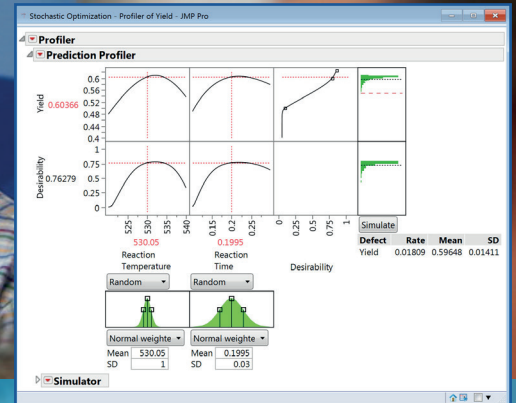 Stochastic Optimization - Profiler of Yield - JMP Pro
Profiler
Prediction Profiler
Yield
0.60366
0.6
0.56
0.52
0.48
0.44
0.4
Desirability
0.76279
1
0.75
0.5
0.25
0
525
530
535
540
0.15
0.2
0.25
0
0.25
0.5
0.75
1
530.05
0.1995
Reaction
Temperature
Reaction
Time
Desirability
Simulate
Defect Rate Mean SD
Yield 0.01809 0.59648 0.01411
Random
Random
Normal weighte
Normal weighte
Mean 530.05
SD 1
Mean 0.1995
SD 0.03
Simulator